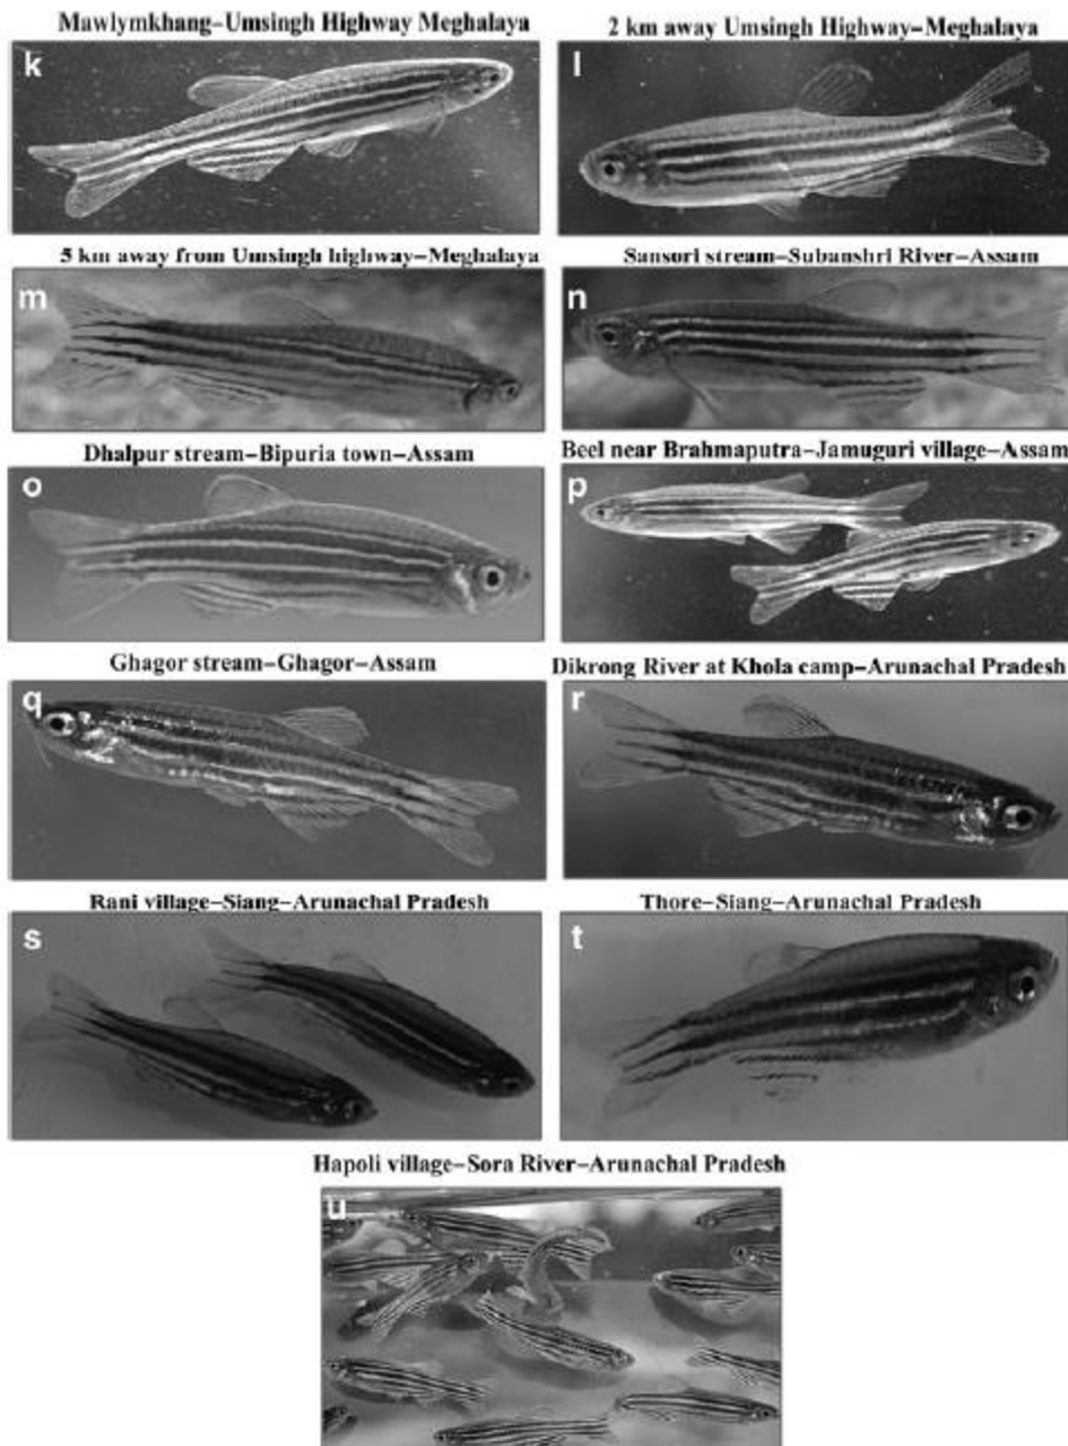 Mawlymkhang–Umsingh Highway Meghalaya
2 km away Umsingh Highway–Meghalaya
k
l
5 km away from Umsingh highway–Meghalaya
Sansori stream–Subanshri River–Assam
m
n
Dhalpur stream–Bipuria town–Assam
Beel near Brahmaputra–Jamuguri village–Assam
o
p
Ghagor stream–Ghagor–Assam
Dikrong River at Khola camp–Arunachal Pradesh
q
r
Rani village–Siang–Arunachal Pradesh
Thore–Siang–Arunachal Pradesh
s
t
Hapoli village–Sora River–Arunachal Pradesh
u